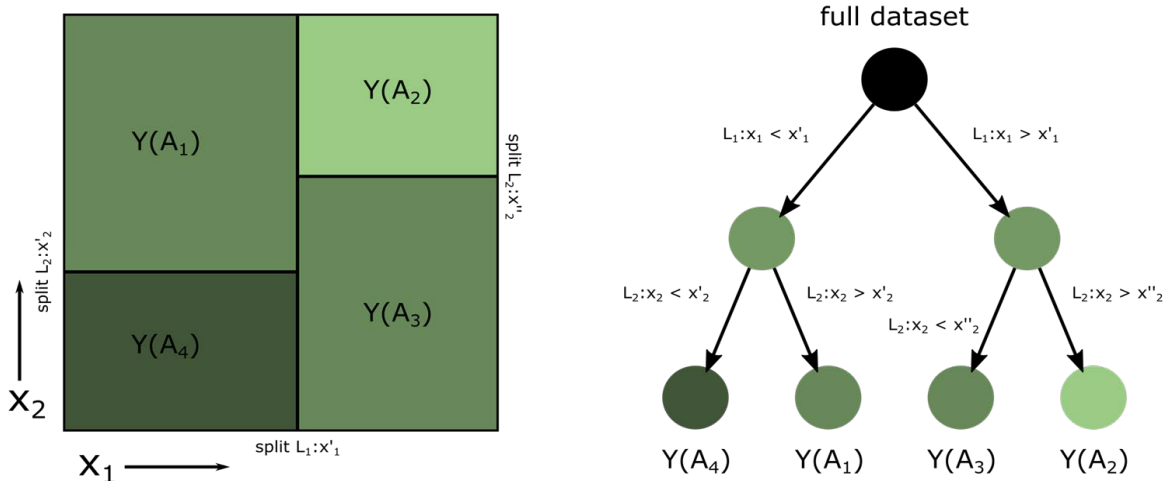 Y(A₁)
Y(A₂)
Y(A₃)
Y(A₄)
split L₂:x'₂
split L₂:x''₂
split L₁:x'₁
x₂
x₁
full dataset
L₁:x₁ < x'₁
L₁:x₁ > x'₁
L₂:x₂ < x'₂
L₂:x₂ > x'₂
L₂:x₂ < x''₂
L₂:x₂ > x''₂
Y(A₄)
Y(A₁)
Y(A₃)
Y(A₂)